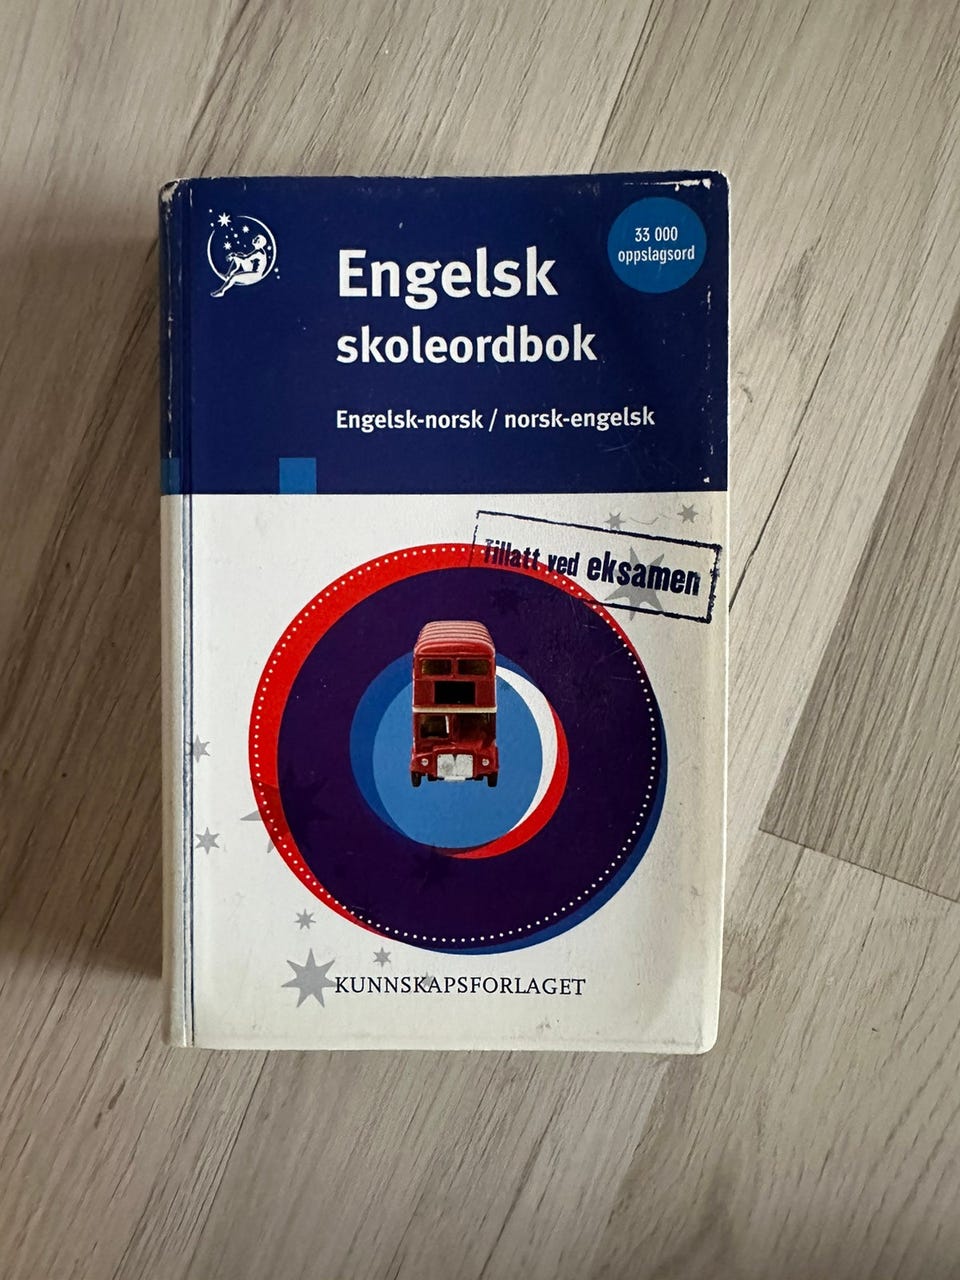 33 000
oppslagsord
Engelsk
skoleordbok
Engelsk-norsk / norsk-engelsk
Tillatt ved eksamen
KUNNSKAPSFORLAGET